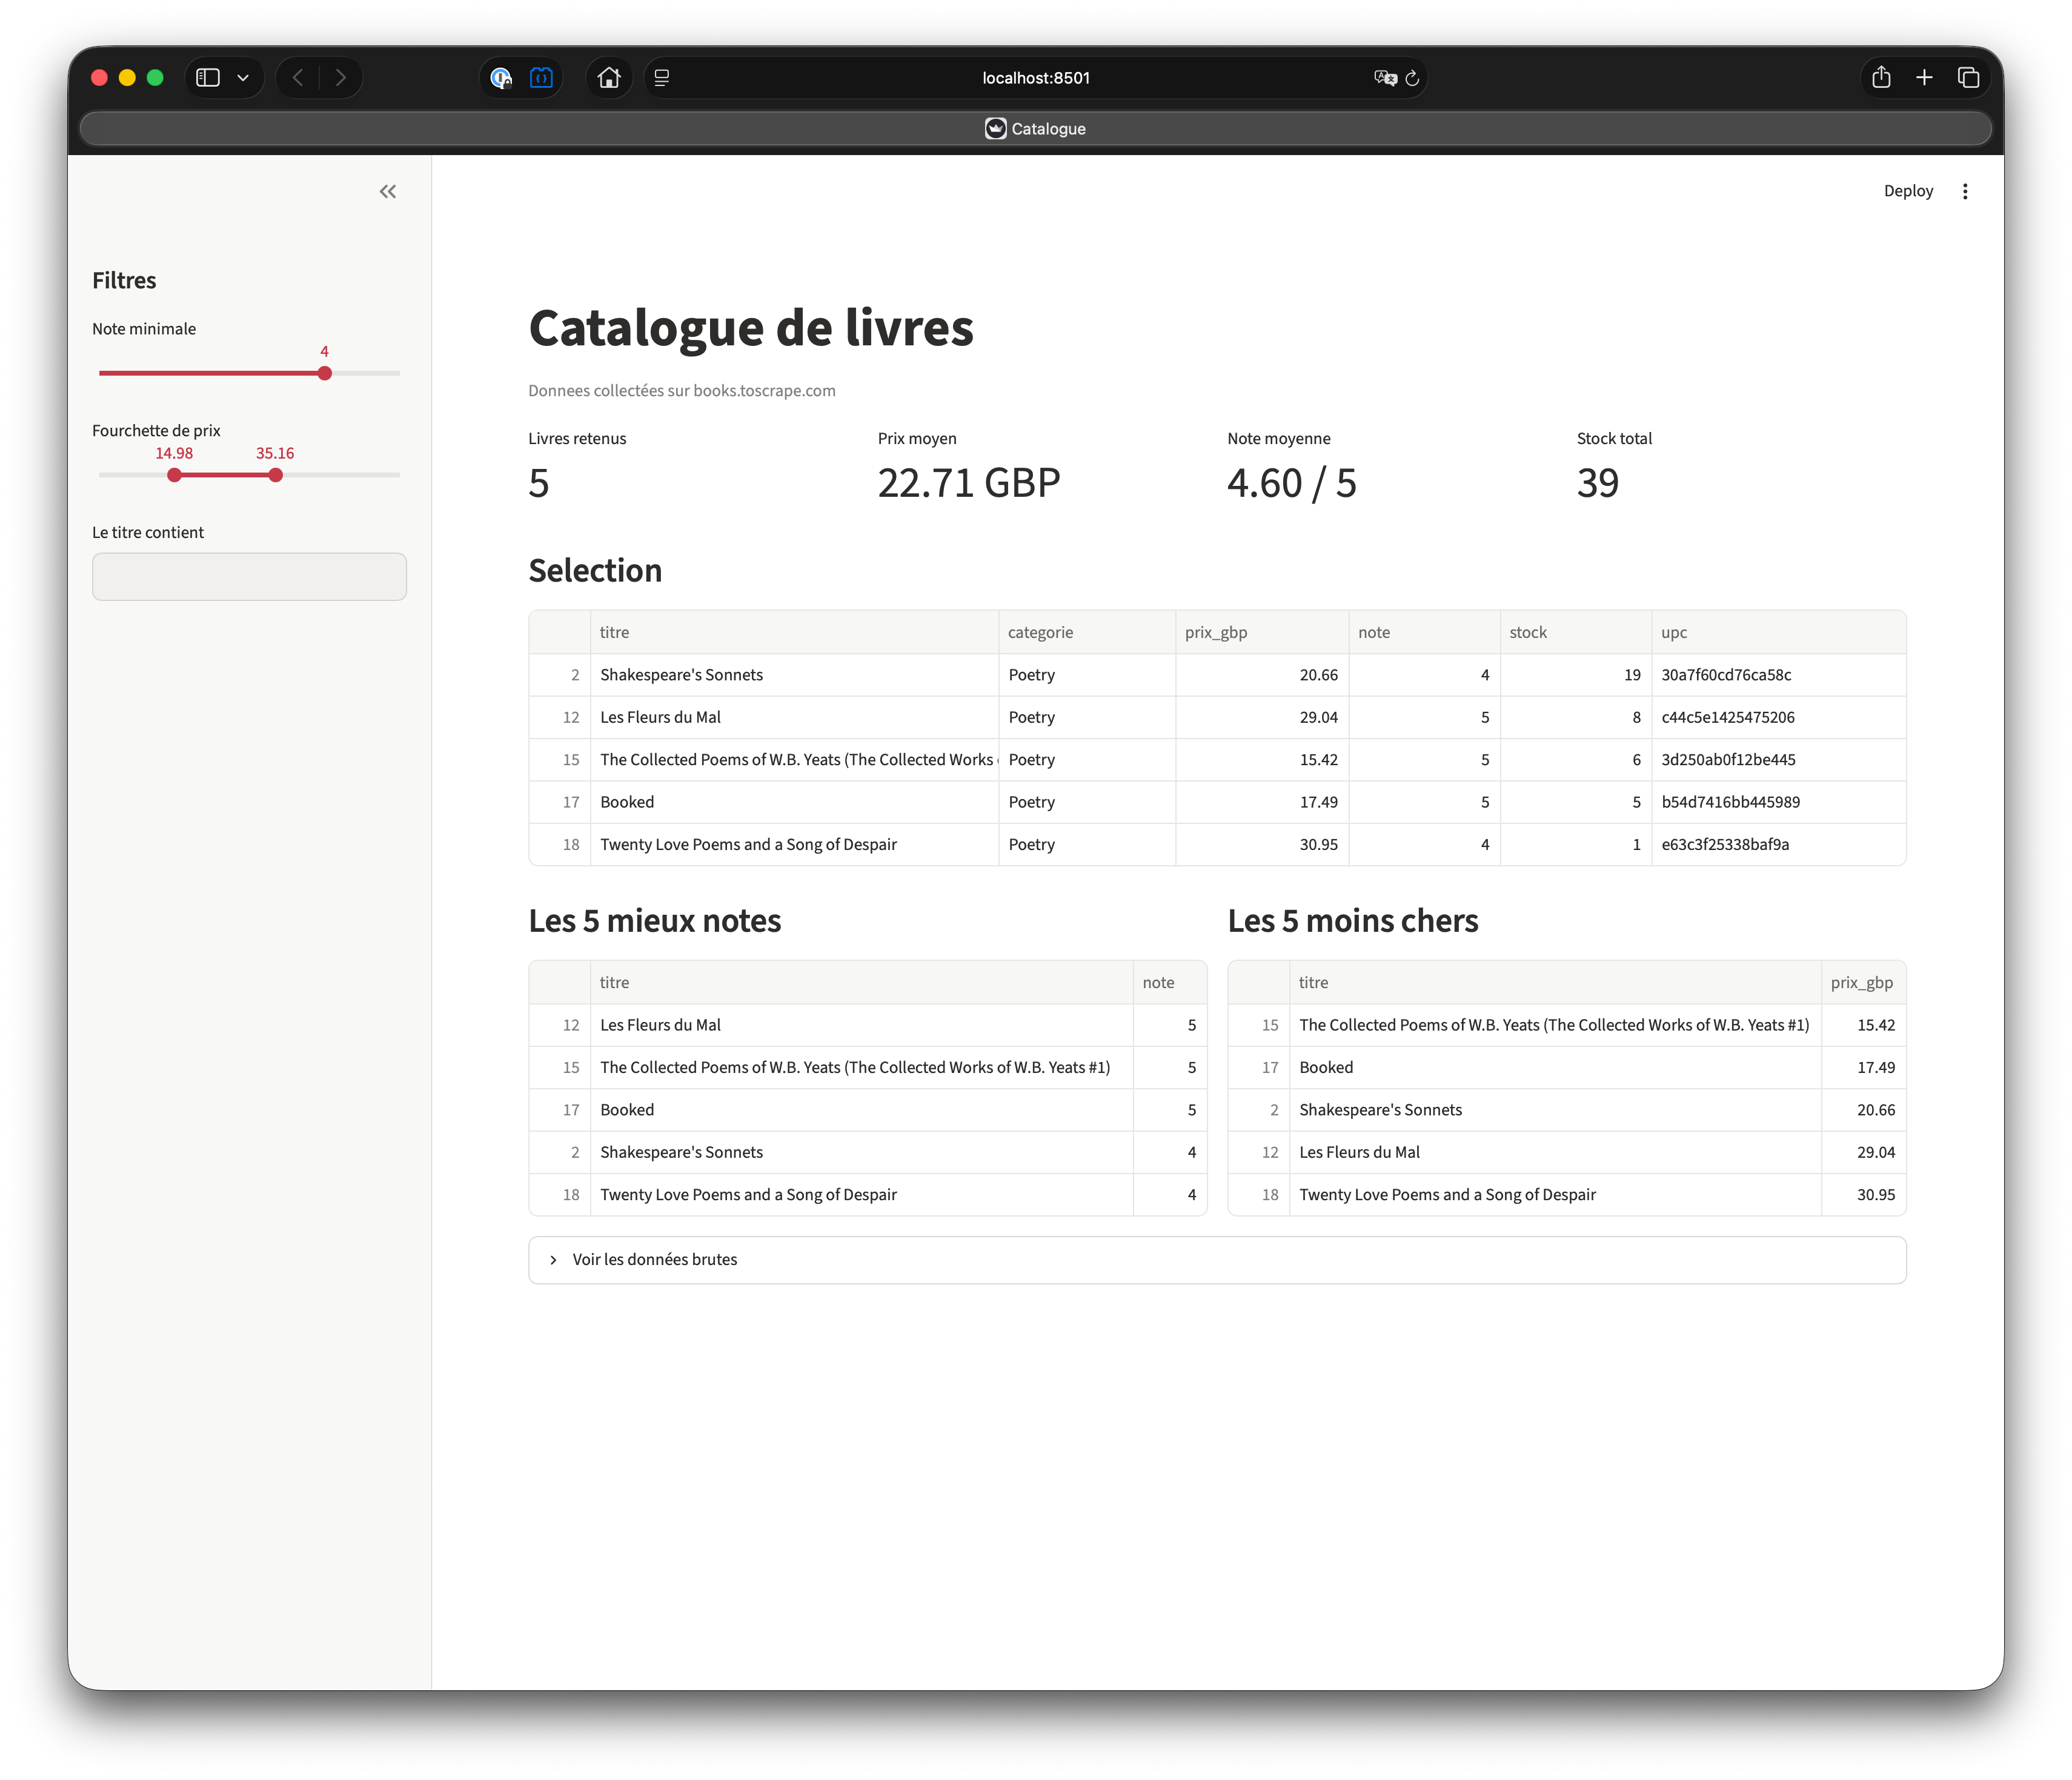 localhost:8501
Catalogue
Deploy
Filtres
Note minimale
4
Fourchette de prix
14.98 35.16
Le titre contient
Catalogue de livres
Donnees collectées sur books.toscrape.com
Livres retenus Prix moyen Note moyenne Stock total
5 22.71 GBP 4.60 / 5 39
Selection
titre categorie prix_gbp note stock upc
2 Shakespeare's Sonnets Poetry 20.66 4 19 30a7f60cd76ca58c
12 Les Fleurs du Mal Poetry 29.04 5 8 c44c5e1425475206
15 The Collected Poems of W.B. Yeats (The Collected Works Poetry 15.42 5 6 3d250ab0f12be445
17 Booked Poetry 17.49 5 5 b54d7416bb445989
18 Twenty Love Poems and a Song of Despair Poetry 30.95 4 1 e63c3f25338baf9a
Les 5 mieux notes
titre note
12 Les Fleurs du Mal 5
15 The Collected Poems of W.B. Yeats (The Collected Works of W.B. Yeats #1) 5
17 Booked 5
2 Shakespeare's Sonnets 4
18 Twenty Love Poems and a Song of Despair 4
Les 5 moins chers
titre prix_gbp
15 The Collected Poems of W.B. Yeats (The Collected Works of W.B. Yeats #1) 15.42
17 Booked 17.49
2 Shakespeare's Sonnets 20.66
12 Les Fleurs du Mal 29.04
18 Twenty Love Poems and a Song of Despair 30.95
Voir les données brutes